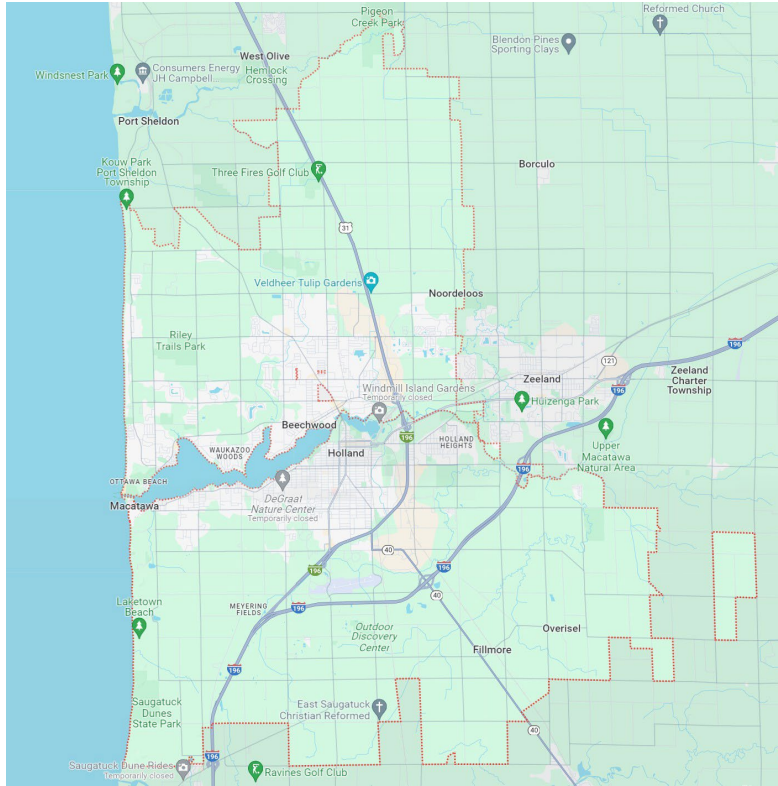 Pigeon
Creek Park
Reformed Church
Blendon Pines
Sporting Clays
West Olive
Hemlock
Crossing
Consumers Energy
JH Campbell...
Windsnest Park
Port Sheldon
Kouw Park
Port Sheldon
Township
Three Fires Golf Club
Borculo
31
Veldheer Tulip Gardens
Noordeloos
Riley
Trails Park
196
121
Zeeland
Zeeland
Charter
Township
196
Windmill Island Gardens
Temporarily closed
Huizenga Park
Beechwood
196
HOLLAND
HEIGHTS
Upper
Macatawa
Natural Area
WAUKAZOO
WOODS
Holland
196
OTTAWA BEACH
Macatawa
DeGraaf
Nature Center
Temporarily closed
40
196
196
40
Laketown
Beach
MEYERING
FIELDS
196
Outdoor
Discovery
Center
Overisel
Fillmore
196
Saugatuck
Dunes
State Park
East Saugatuck
Christian Reformed
40
196
Saugatuck Dune Rides
Temporarily closed
Ravines Golf Club